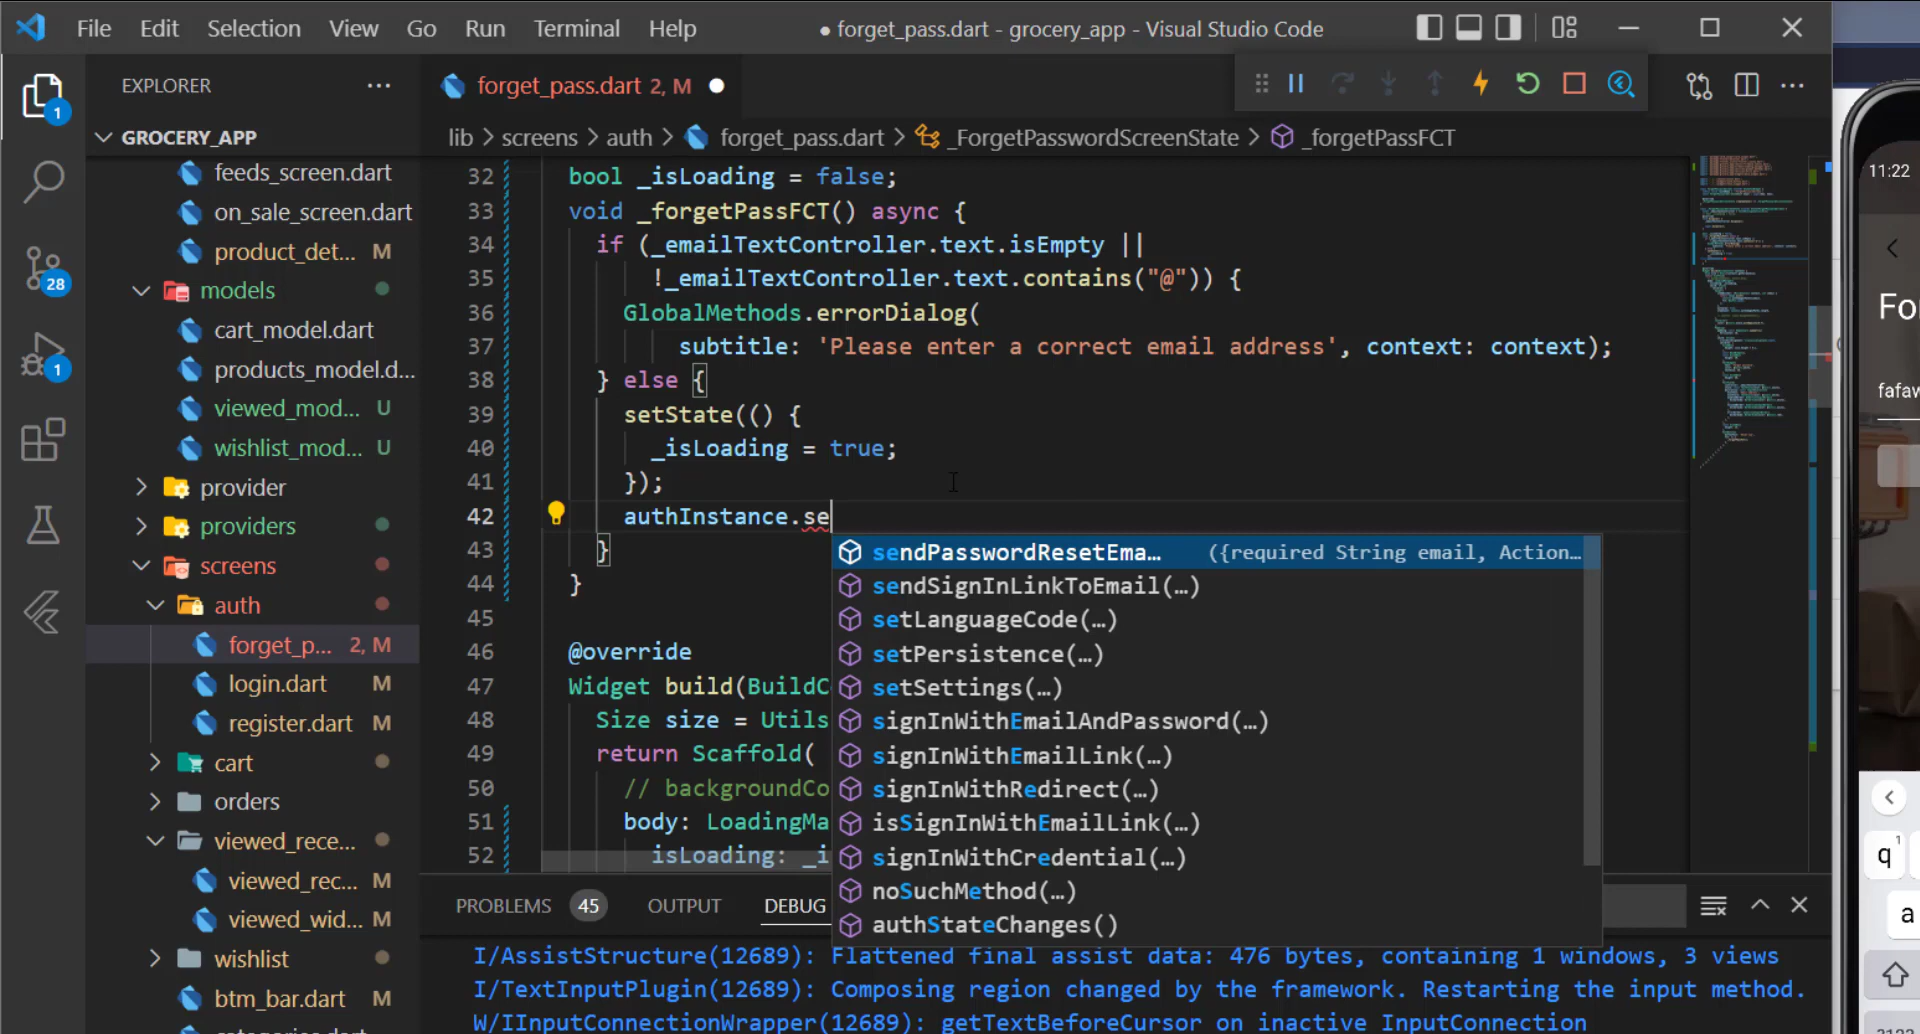 File Edit Selection View Go Run Terminal Help
● forget_pass.dart - grocery_app - Visual Studio Code
EXPLORER ···
GROCERY_APP
feeds_screen.dart
on_sale_screen.dart
product_det... M
models
cart_model.dart
products_model.d...
viewed_mod... U
wishlist_mod... U
provider
providers
screens
auth
forget_p... 2, M
login.dart M
register.dart M
cart
orders
viewed_rece...
viewed_rec... M
viewed_wid... M
wishlist
btm_bar.dart M
1
28
1
forget_pass.dart 2, M ●
lib > screens > auth > forget_pass.dart > _ForgetPasswordScreenState > _forgetPassFCT
32 bool _isLoading = false;
33 void _forgetPassFCT() async {
34 if (_emailTextController.text.isEmpty ||
35 !_emailTextController.text.contains("@")) {
36 GlobalMethods.errorDialog(
37 subtitle: 'Please enter a correct email address', context: context);
38 } else {
39 setState(() {
40 _isLoading = true;
41 });
42 authInstance.se
43 }
44 }
45
46 @override
47 Widget build(BuildC
48 Size size = Utils
49 return Scaffold(
50 // backgroundCo
51 body: LoadingMa
52 isLoading: _i
sendPasswordResetEma... ({required String email, Action...
sendSignInLinkToEmail(…)
setLanguageCode(…)
setPersistence(…)
setSettings(…)
signInWithEmailAndPassword(…)
signInWithEmailLink(…)
signInWithRedirect(…)
isSignInWithEmailLink(…)
signInWithCredential(…)
noSuchMethod(…)
authStateChanges()
PROBLEMS 45 OUTPUT DEBUG
I/AssistStructure(12689): Flattened final assist data: 476 bytes, containing 1 windows, 3 views
I/TextInputPlugin(12689): Composing region changed by the framework. Restarting the input method.
W/IInputConnectionWrapper(12689): getTextBeforeCursor on inactive InputConnection
11:22
For
fafaw
q 1
a